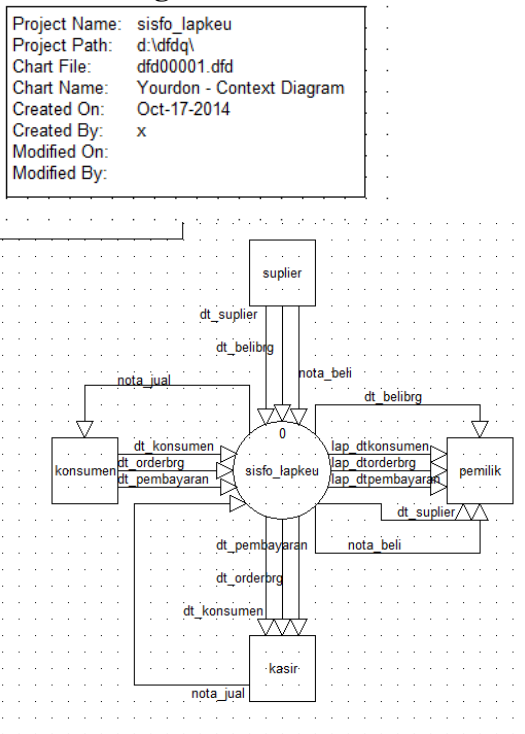 Project Name: sisfo_lapkeu
Project Path: d:\dfdq\
Chart File: dfd00001.dfd
Chart Name: Yourdon - Context Diagram
Created On: Oct-17-2014
Created By: x
Modified On:
Modified By:
suplier
dt_suplier
dt_belibrg
nota_beli
nota_jual
dt_belibrg
0
dt_konsumen
lap_dtkonsumen
konsumen
dt_orderbrg
sisfo_lapkeu
lap_dtorderbrg
pemilik
dt_pembayaran
lap_dtpembayaran
dt_suplier
dt_pembayaran
nota_beli
dt_orderbrg
dt_konsumen
kasir
nota_jual